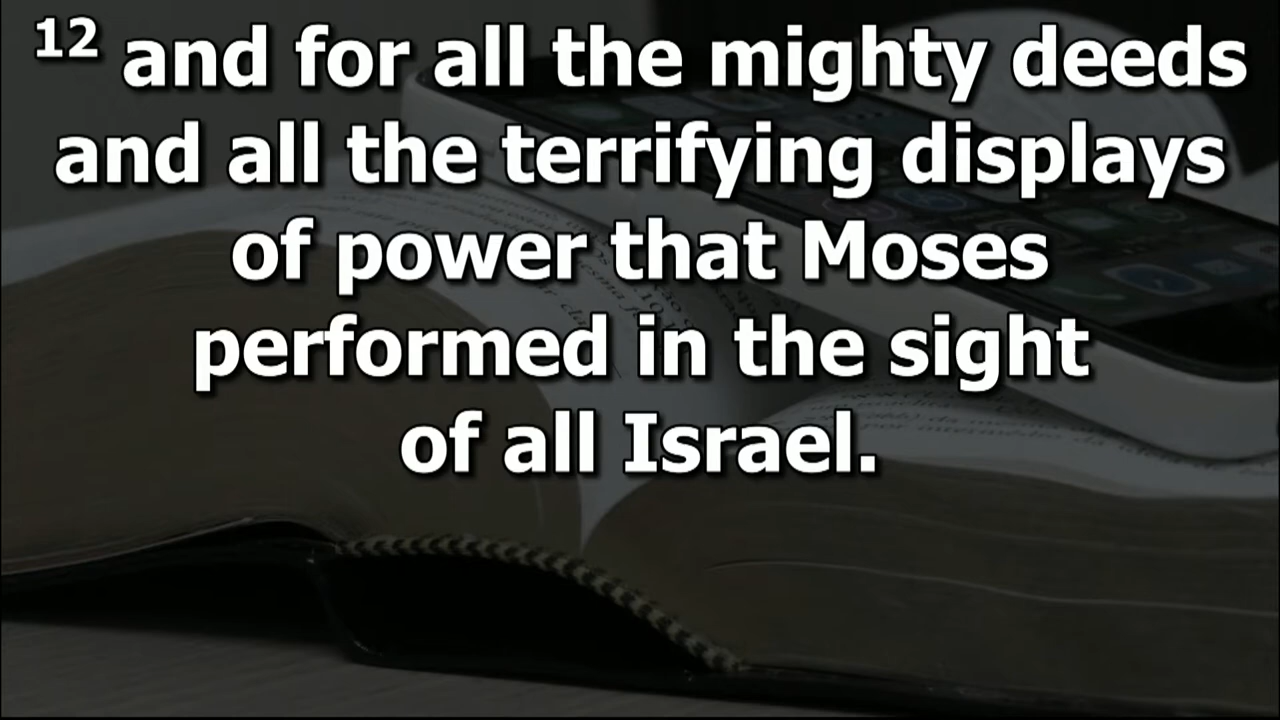 12 and for all the mighty deeds
and all the terrifying displays
of power that Moses
performed in the sight
of all Israel.